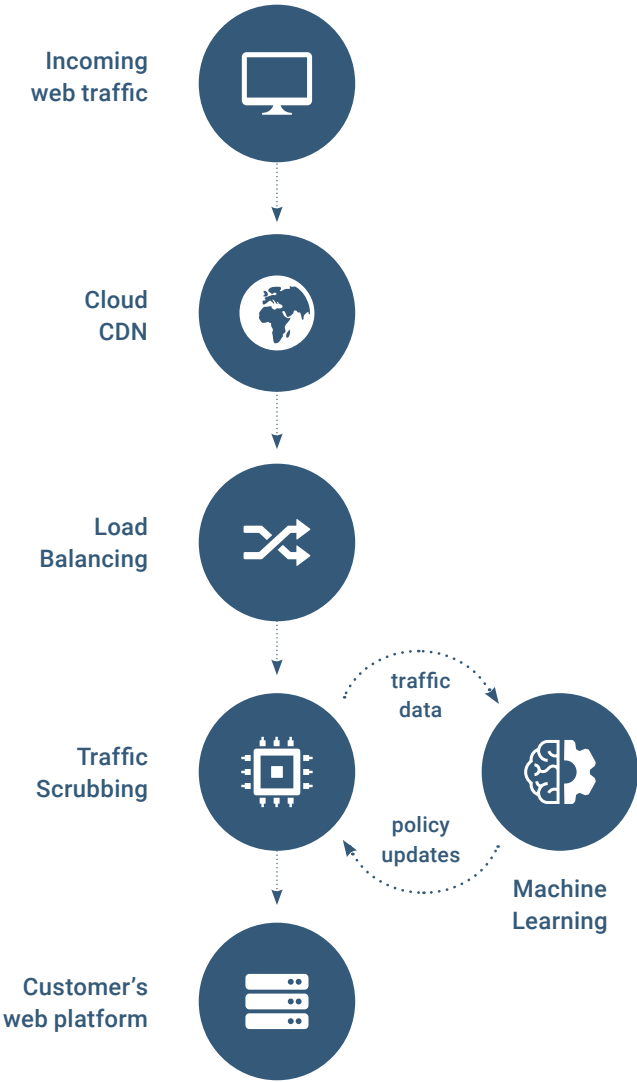 Incoming
web traffic
Cloud
CDN
Load
Balancing
traffic
data
Traffic
Scrubbing
policy
updates
Machine
Learning
Customer’s
web platform